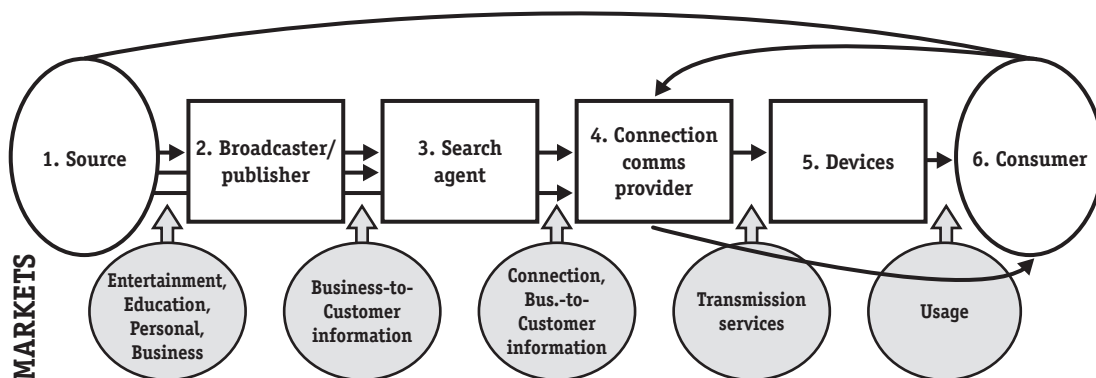 1. Source
2. Broadcaster/
publisher
3. Search
agent
4. Connection
comms
provider
5. Devices
6. Consumer
MARKETS
Entertainment,
Education,
Personal,
Business
Business-to-
Customer
information
Connection,
Bus.-to-
Customer
information
Transmission
services
Usage